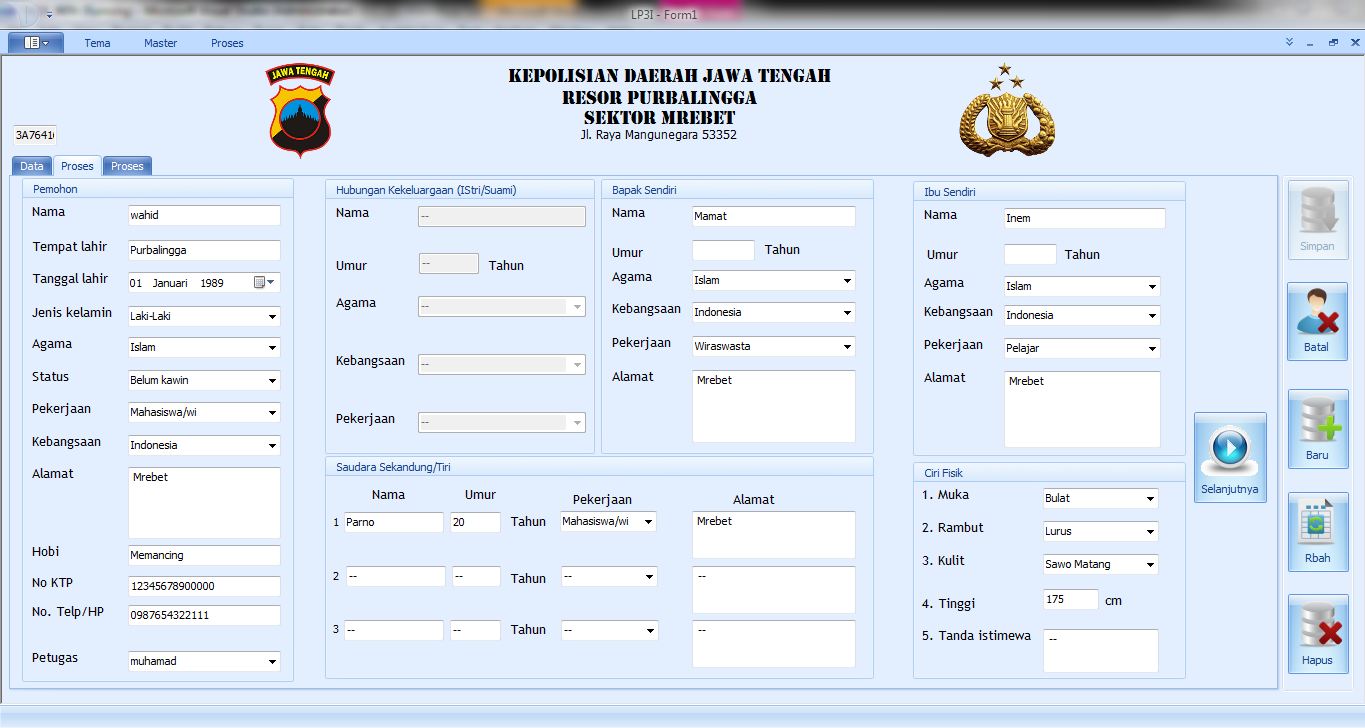 LP3I - Form1
Tema Master Proses
JAWA TENGAH
KEPOLISIAN DAERAH JAWA TENGAH
RESOR PURBALINGGA
SEKTOR MREBET
Jl. Raya Mangunegara 53352
3A7641
Data Proses Proses
Pemohon
Nama wahid
Tempat lahir Purbalingga
Tanggal lahir 01 Januari 1989
Jenis kelamin Laki-Laki
Agama Islam
Status Belum kawin
Pekerjaan Mahasiswa/wi
Kebangsaan Indonesia
Alamat Mrebet
Hobi Memancing
No KTP 12345678900000
No. Telp/HP 0987654322111
Petugas muhamad
Hubungan Kekeluargaan (IStri/Suami)
Nama --
Umur -- Tahun
Agama --
Kebangsaan --
Pekerjaan --
Bapak Sendiri
Nama Mamat
Umur Tahun
Agama Islam
Kebangsaan Indonesia
Pekerjaan Wiraswasta
Alamat Mrebet
Ibu Sendiri
Nama Inem
Umur Tahun
Agama Islam
Kebangsaan Indonesia
Pekerjaan Pelajar
Alamat Mrebet
Saudara Sekandung/Tiri
Nama Umur Pekerjaan Alamat
1 Parno 20 Tahun Mahasiswa/wi Mrebet
2 -- -- Tahun -- --
3 -- -- Tahun -- --
Ciri Fisik
1. Muka Bulat
2. Rambut Lurus
3. Kulit Sawo Matang
4. Tinggi 175 cm
5. Tanda istimewa --
Selanjutnya
Simpan
Batal
Baru
Rbah
Hapus